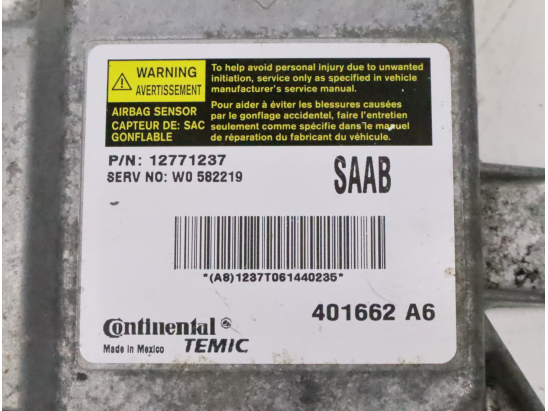 WARNING
AVERTISSEMENT
To help avoid personal injury due to unwanted
initiation, service only as specified in vehicle
manufacturer's service manual.
AIRBAG SENSOR
CAPTEUR DE: SAC
GONFLABLE
Pour aider à éviter les blessures causées
par le gonflage accidentel, faire l'entretien
seulement comme spécifie dans le manuel
de réparation du fabricant du véhicule.
P/N: 12771237
SERV NO: W0 582219
SAAB
*(A8)1237T061440235*
401662 A6
Continental
Made in Mexico
TEMIC